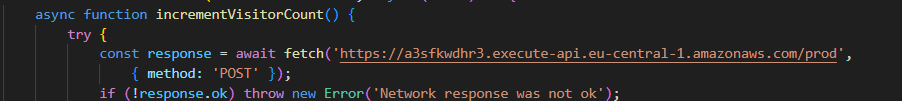 async function incrementVisitorCount() {
try {
const response = await fetch('https://a3sfkwdhr3.execute-api.eu-central-1.amazonaws.com/prod',
{ method: 'POST' });
if (!response.ok) throw new Error('Network response was not ok');